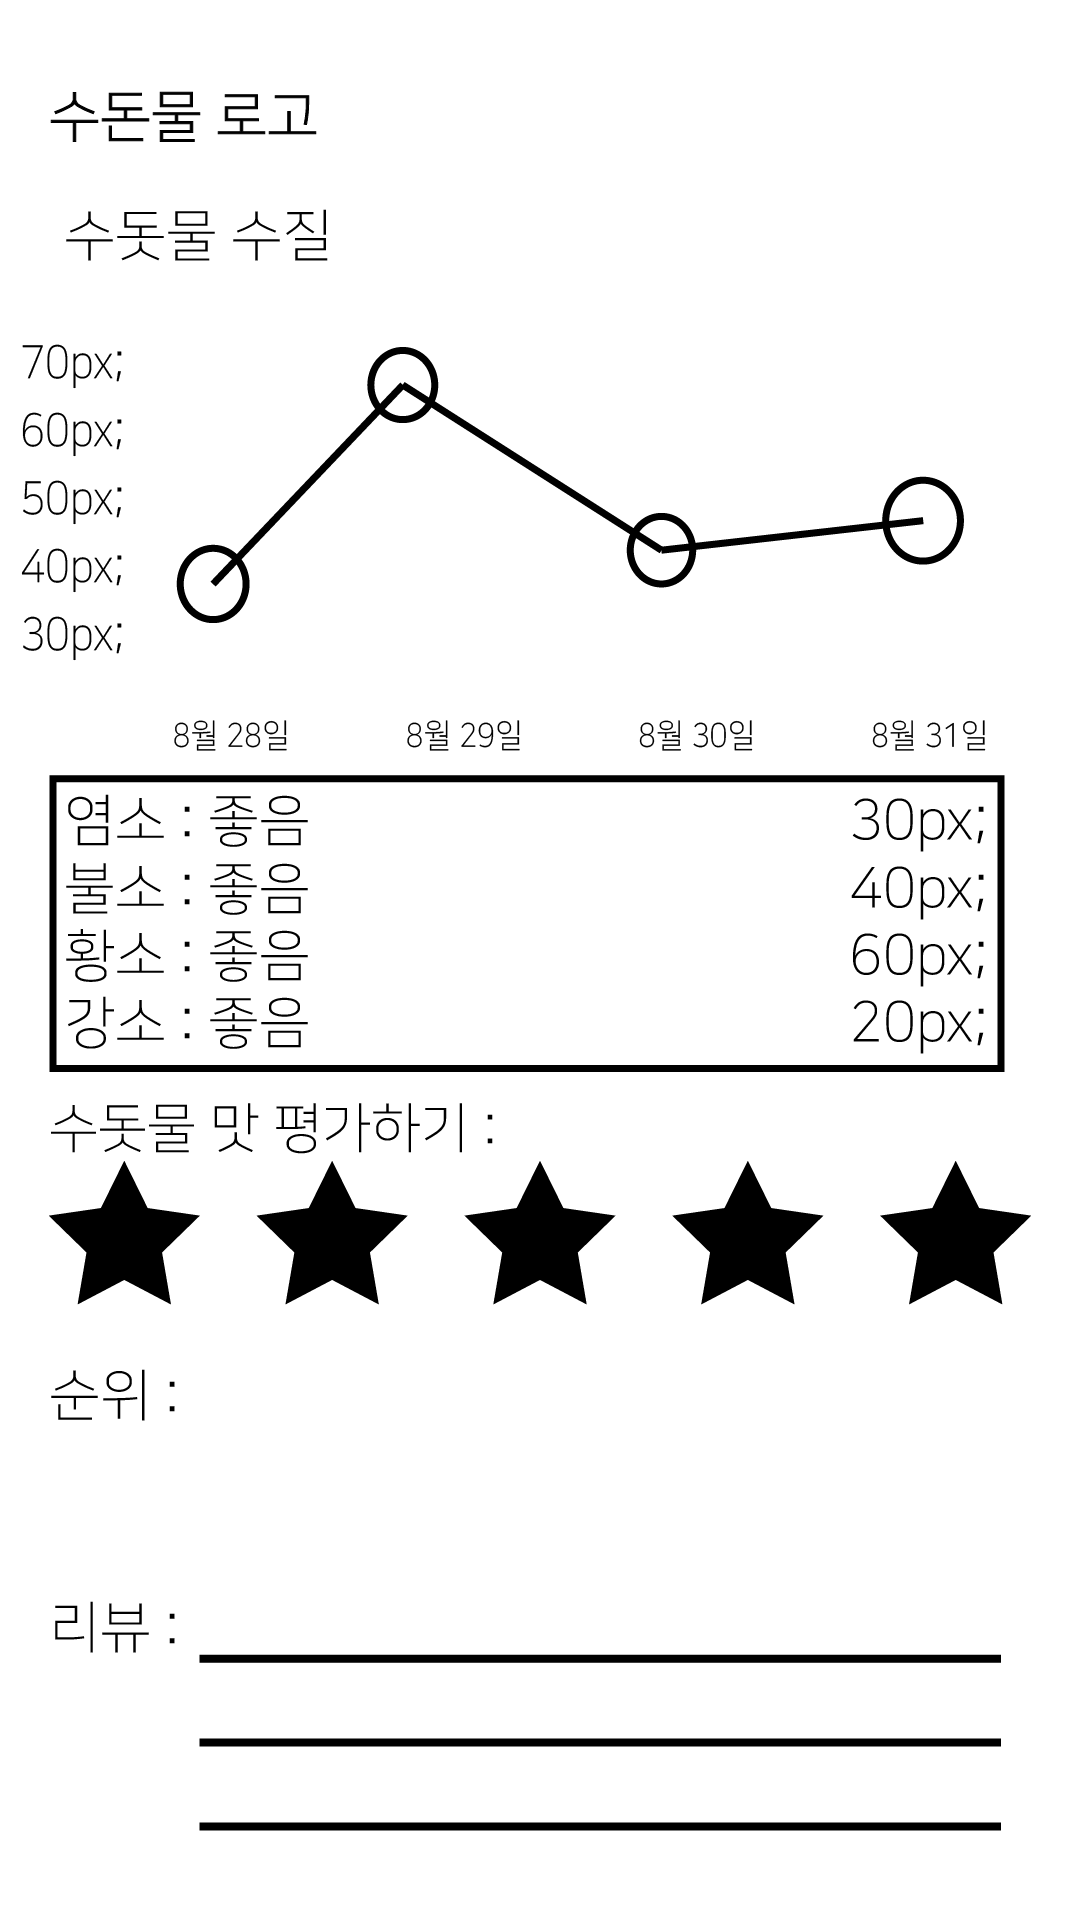 수돈물 로고
수돗물 수질
70px;
60px;
50px;
40px;
30px;
8월 28일 8월 29일 8월 30일 8월 31일
염소 : 좋음 30px;
불소 : 좋음 40px;
황소 : 좋음 60px;
강소 : 좋음 20px;
수돗물 맛 평가하기 :
순위 :
리뷰 :